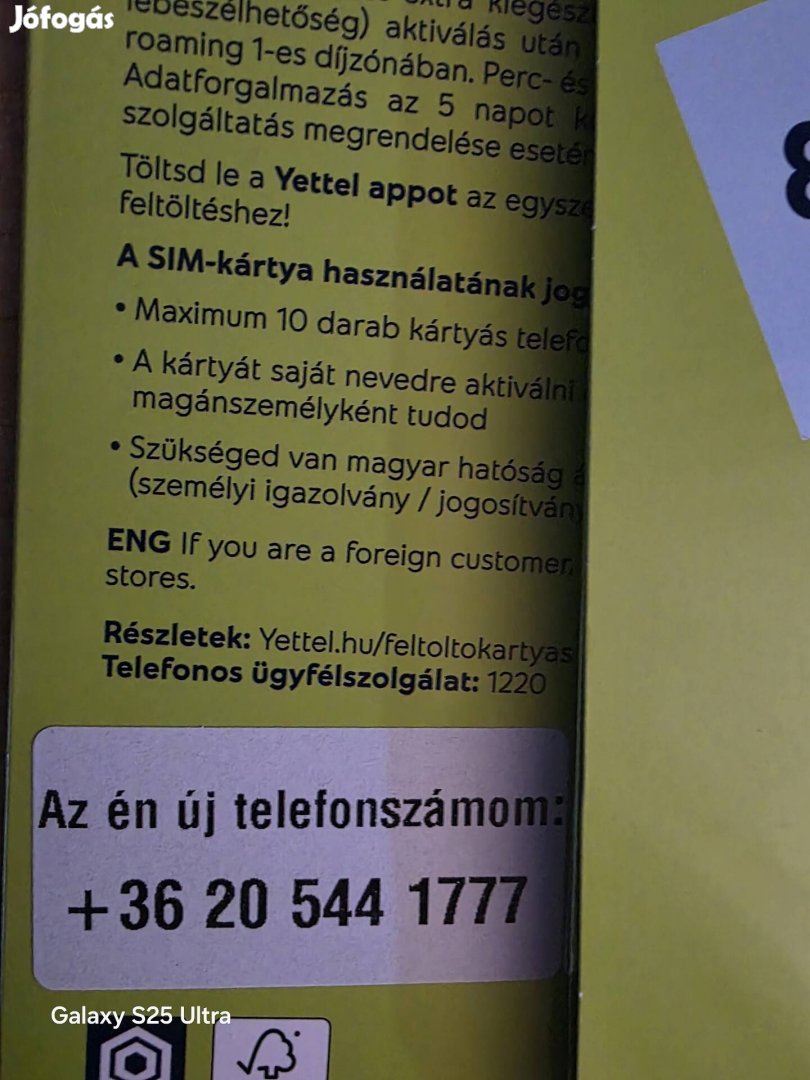 Jófogás
lebeszélhetőség) aktiválás után
roaming 1-es díjzónában. Perc- és
Adatforgalmazás az 5 napot
szolgáltatás megrendelése esetén
Töltsd le a Yettel appot az
feltöltéshez!
A SIM-kártya használatának
• Maximum 10 darab kártyás
• A kártyát saját nevedre aktiválni
magánszemélyként tudod
• Szükséged van magyar hatóság
(személyi igazolvány / jogosítvány
ENG If you are a foreign customer,
stores.
Részletek: Yettel.hu/feltoltokartyas
Telefonos ügyfélszolgálat: 1220
Az én új telefonszámom:
+36 20 544 1777
Galaxy S25 Ultra